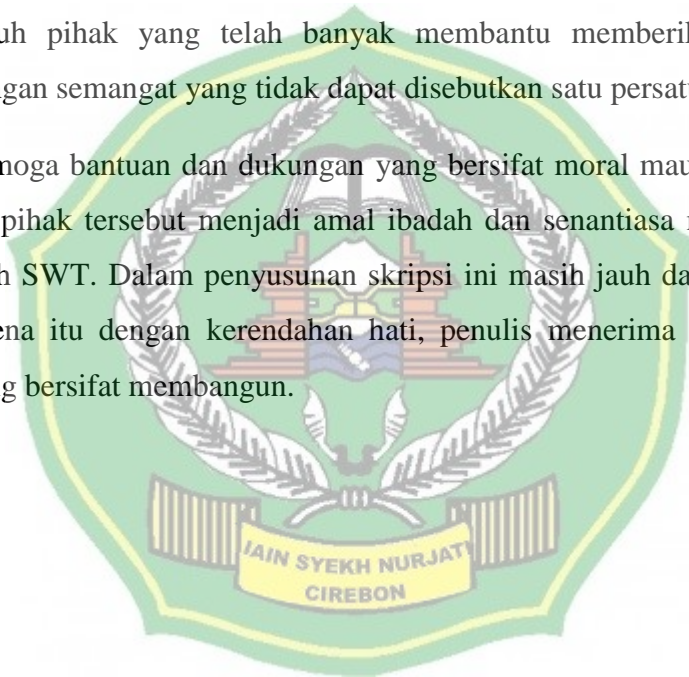 uh pihak yang telah banyak membantu memberil
gan semangat yang tidak dapat disebutkan satu persatu
noga bantuan dan dukungan yang bersifat moral mau
pihak tersebut menjadi amal ibadah dan senantiasa
h SWT. Dalam penyusunan skripsi ini masih jauh da
ena itu dengan kerendahan hati, penulis menerima
g bersifat membangun.
IAIN SYEKH NURJATI
CIREBON